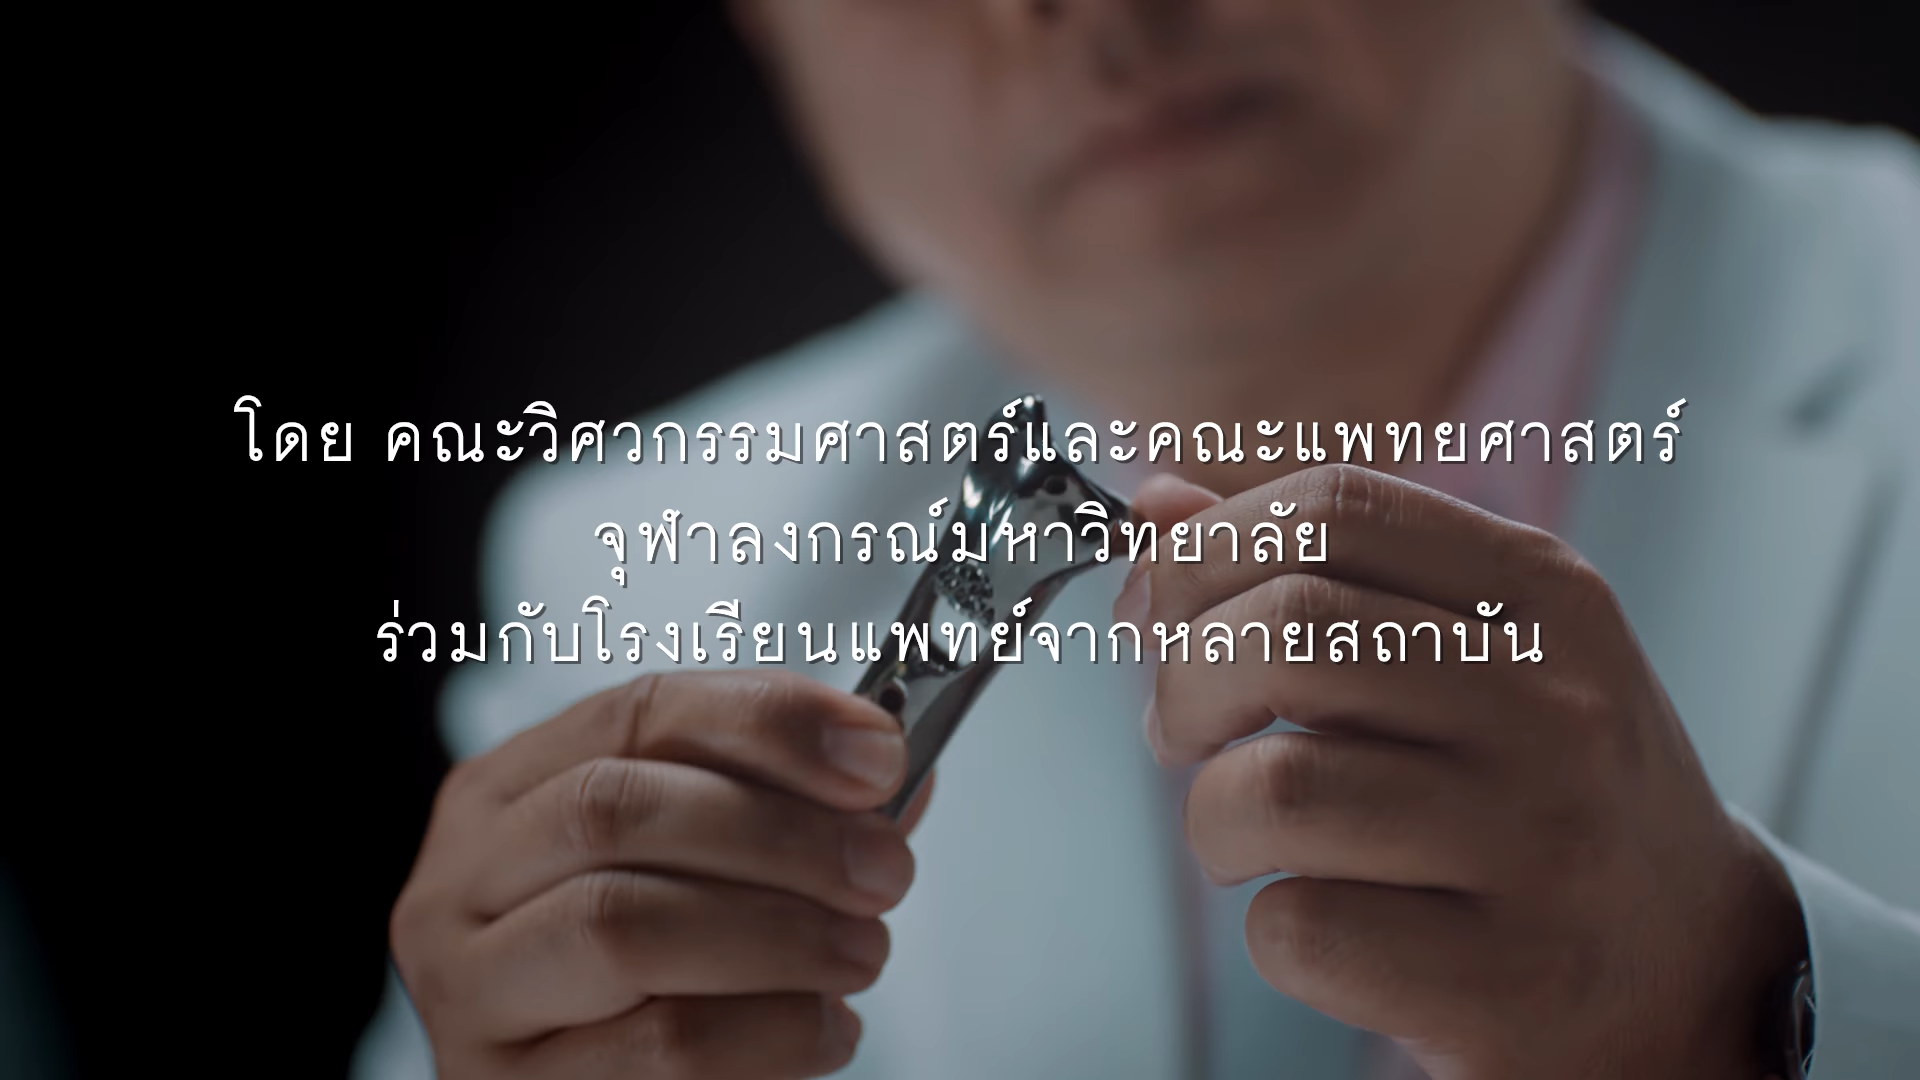 โดย คณะวิศวกรรมศาสตร์และคณะแพทยศาสตร์
จุฬาลงกรณ์มหาวิทยาลัย
ร่วมกับโรงเรียนแพทย์จากหลายสถาบัน